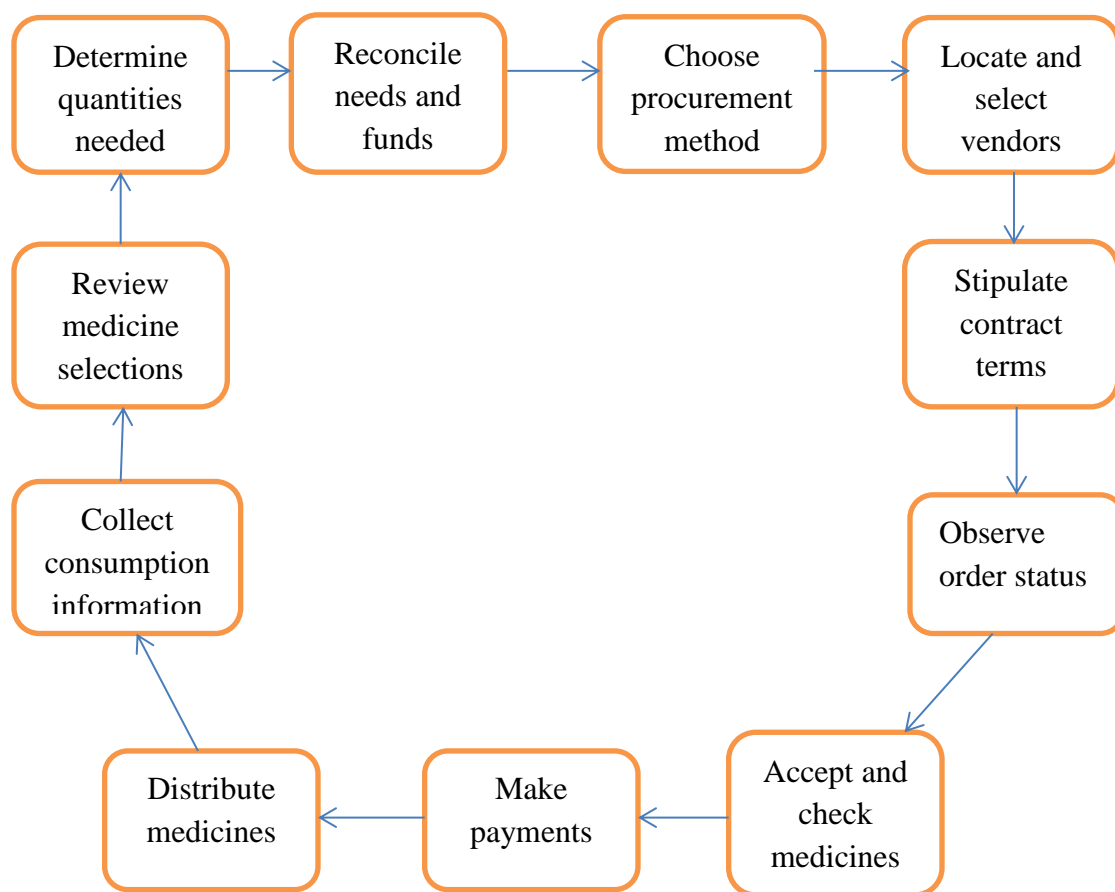 Determine
quantities
needed
Reconcile
needs and
funds
Choose
procurement
method
Locate and
select
vendors
Stipulate
contract
terms
Observe
order status
Accept and
check
medicines
Make
payments
Distribute
medicines
Collect
consumption
information
Review
medicine
selections